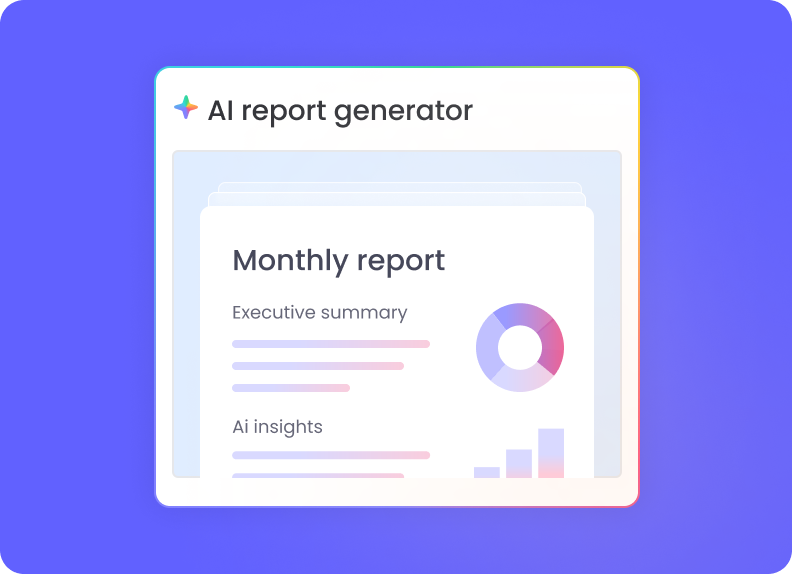 AI report generator
Monthly report
Executive summary
Ai insights